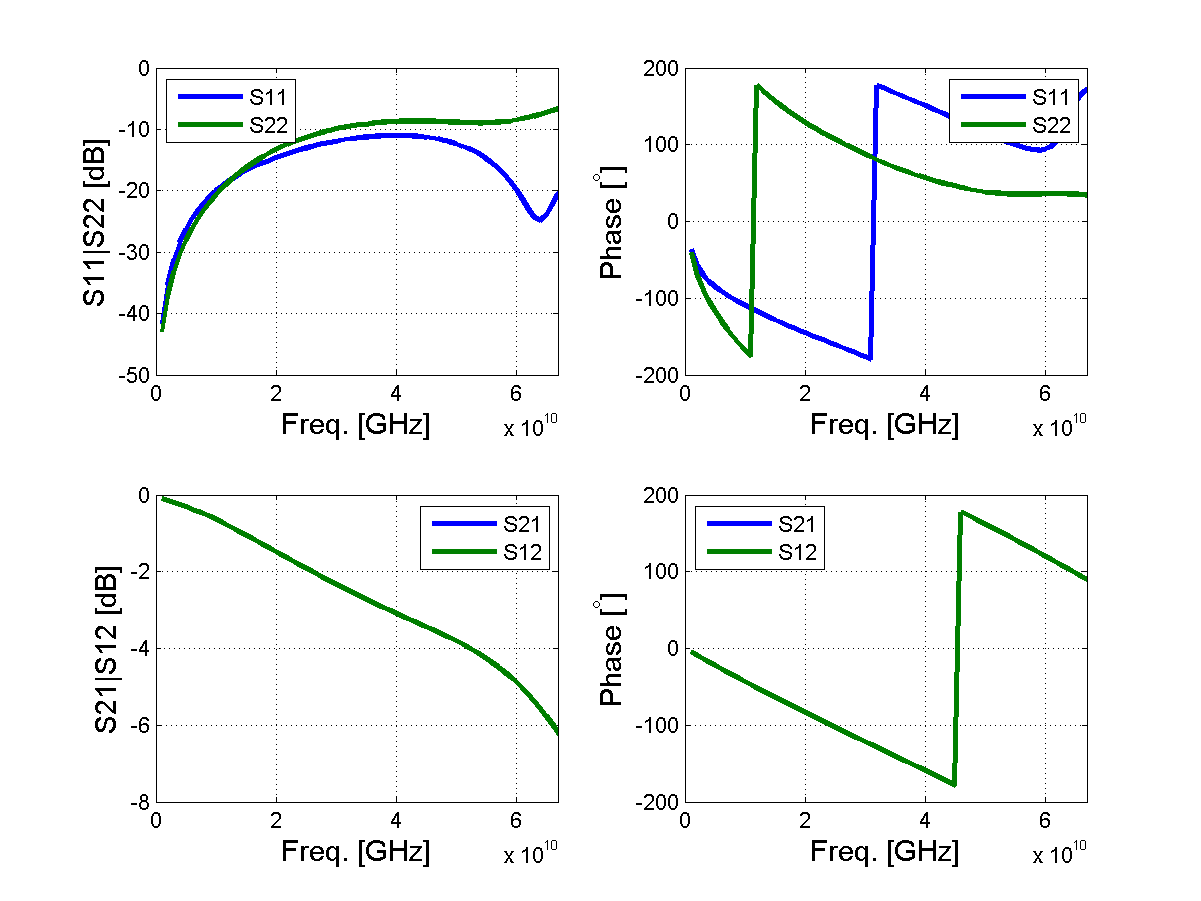 0
-10
-20
-30
-40
-50
S11|S22 [dB]
S11
S22
0 2 4 6
Freq. [GHz]
x 10^10
200
100
0
-100
-200
Phase [°]
S11
S22
0 2 4 6
Freq. [GHz]
x 10^10
0
-2
-4
-6
-8
S21|S12 [dB]
S21
S12
0 2 4 6
Freq. [GHz]
x 10^10
200
100
0
-100
-200
Phase [°]
S21
S12
0 2 4 6
Freq. [GHz]
x 10^10